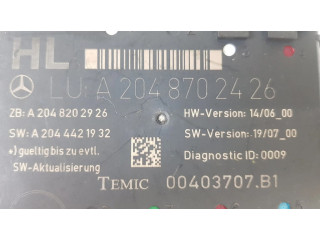 HL
LU: A 204 870 24 26
ZB: A 204 820 29 26
HW-Version: 14/06_00
SW: A 204 442 19 32
SW-Version: 19/07_00
*) gueltig bis zu evtl.
SW-Aktualisierung
Diagnostic ID: 0009
TEMIC
00403707.B1